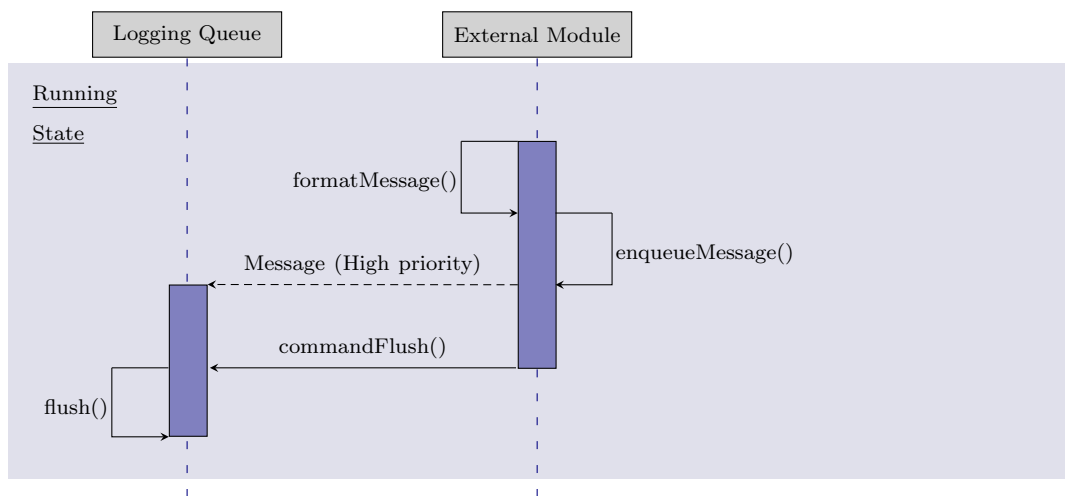 Logging Queue
External Module
Running
State
formatMessage()
enqueueMessage()
Message (High priority)
commandFlush()
flush()